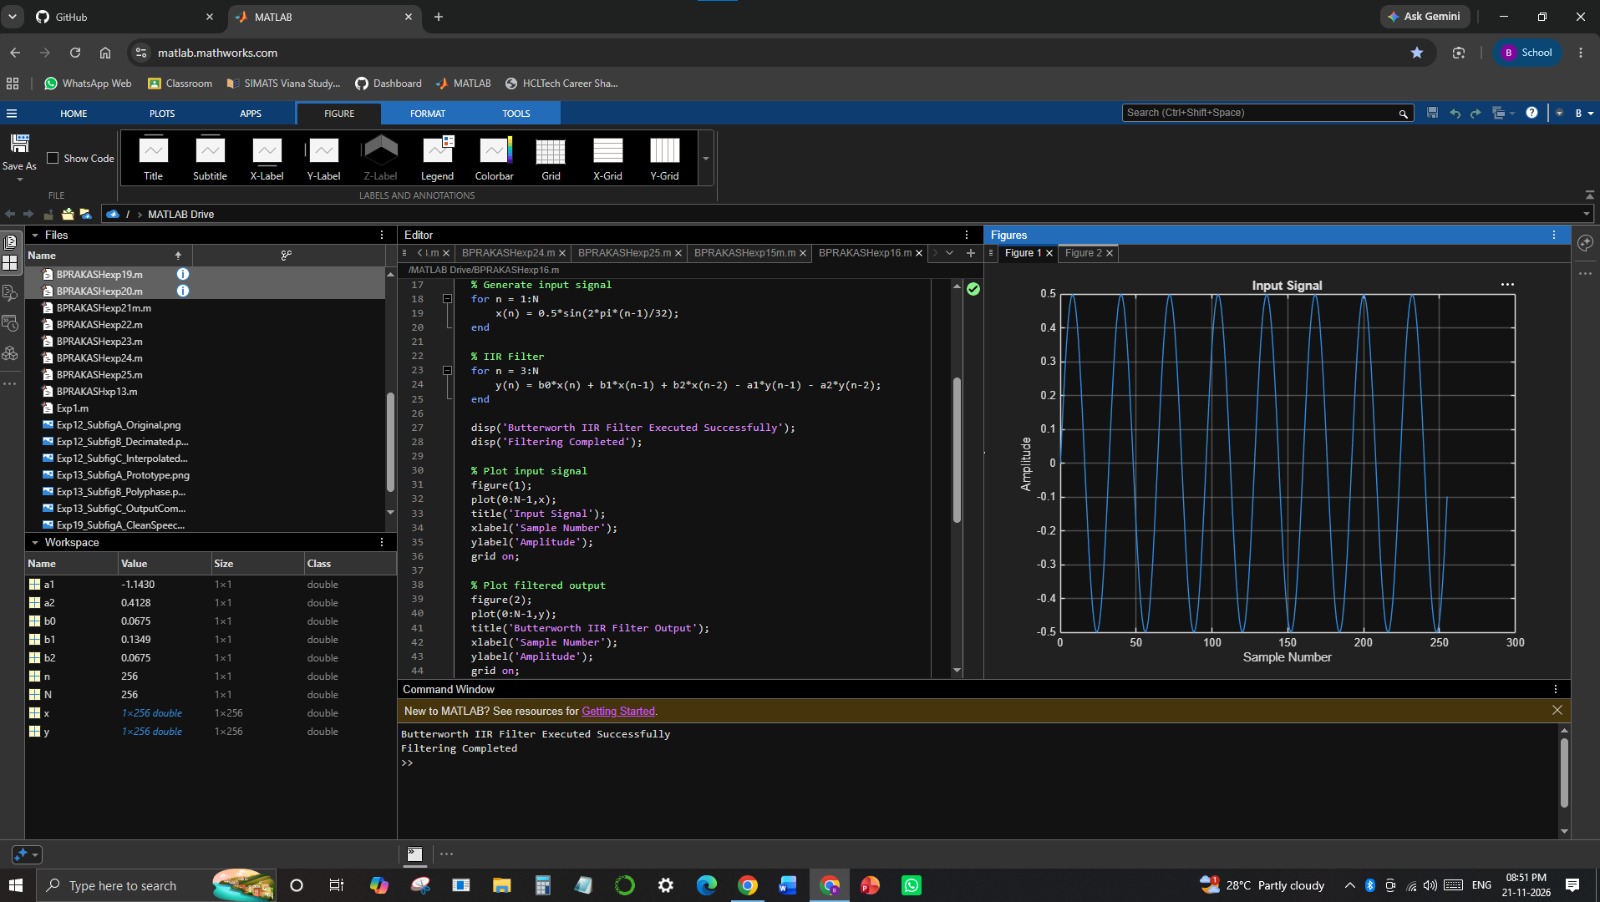 GitHub
MATLAB
Ask Gemini
matlab.mathworks.com
B School
WhatsApp Web Classroom SIMATS Viana Study... Dashboard MATLAB HCLTech Career Sha...
HOME PLOTS APPS FIGURE FORMAT TOOLS
Search (Ctrl+Shift+Space)
B
Save As
Show Code
Title Subtitle X-Label Y-Label Z-Label Legend Colorbar Grid X-Grid Y-Grid
FILE LABELS AND ANNOTATIONS
/ > MATLAB Drive
Files
Name
BPRAKASHexp19.m
BPRAKASHexp20.m
BPRAKASHexp21m.m
BPRAKASHexp22.m
BPRAKASHexp23.m
BPRAKASHexp24.m
BPRAKASHexp25.m
BPRAKASHxp13.m
Exp1.m
Exp12_SubfigA_Original.png
Exp12_SubfigB_Decimated.p...
Exp12_SubfigC_Interpolated...
Exp13_SubfigA_Prototype.png
Exp13_SubfigB_Polyphase.p...
Exp13_SubfigC_OutputCom...
Exp19_SubfigA_CleanSpeec...
Workspace
Name Value Size Class
a1 -1.1430 1×1 double
a2 0.4128 1×1 double
b0 0.0675 1×1 double
b1 0.1349 1×1 double
b2 0.0675 1×1 double
n 256 1×1 double
N 256 1×1 double
x 1×256 double 1×256 double
y 1×256 double 1×256 double
Editor
BPRAKASHexp24.m BPRAKASHexp25.m BPRAKASHexp15m.m BPRAKASHexp16.m
/MATLAB Drive/BPRAKASHexp16.m
17 % Generate input signal
18 for n = 1:N
19 x(n) = 0.5*sin(2*pi*(n-1)/32);
20 end
21
22 % IIR Filter
23 for n = 3:N
24 y(n) = b0*x(n) + b1*x(n-1) + b2*x(n-2) - a1*y(n-1) - a2*y(n-2);
25 end
26
27 disp('Butterworth IIR Filter Executed Successfully');
28 disp('Filtering Completed');
29
30 % Plot input signal
31 figure(1);
32 plot(0:N-1,x);
33 title('Input Signal');
34 xlabel('Sample Number');
35 ylabel('Amplitude');
36 grid on;
37
38 % Plot filtered output
39 figure(2);
40 plot(0:N-1,y);
41 title('Butterworth IIR Filter Output');
42 xlabel('Sample Number');
43 ylabel('Amplitude');
44 grid on;
Figures
Figure 1 Figure 2
Input Signal
0.5
0.4
0.3
0.2
0.1
0
-0.1
-0.2
-0.3
-0.4
-0.5
Amplitude
0 50 100 150 200 250 300
Sample Number
Command Window
New to MATLAB? See resources for Getting Started.
Butterworth IIR Filter Executed Successfully
Filtering Completed
>>
Type here to search
28°C Partly cloudy
ENG
08:51 PM
21-11-2026